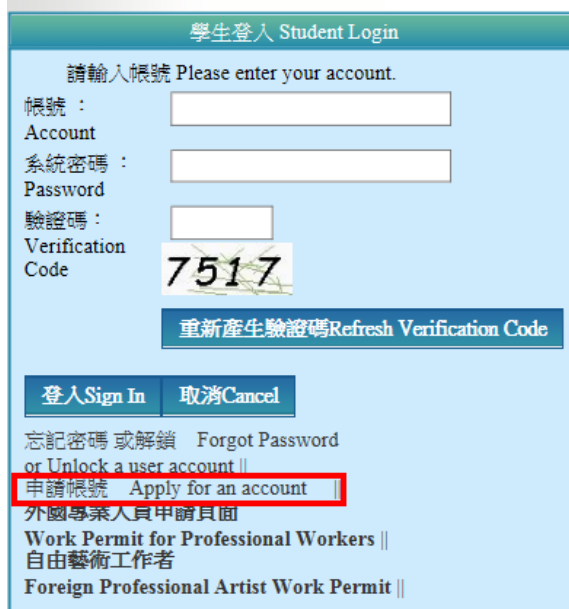 學生登入 Student Login
請輸入帳號 Please enter your account.
帳號 ：
Account
系統密碼 ：
Password
驗證碼：
Verification
Code
7517
重新產生驗證碼Refresh Verification Code
登入Sign In 取消Cancel
忘記密碼 或解鎖 Forgot Password
or Unlock a user account ||
申請帳號 Apply for an account ||
外國專業人員申請頁面
Work Permit for Professional Workers ||
自由藝術工作者
Foreign Professional Artist Work Permit ||